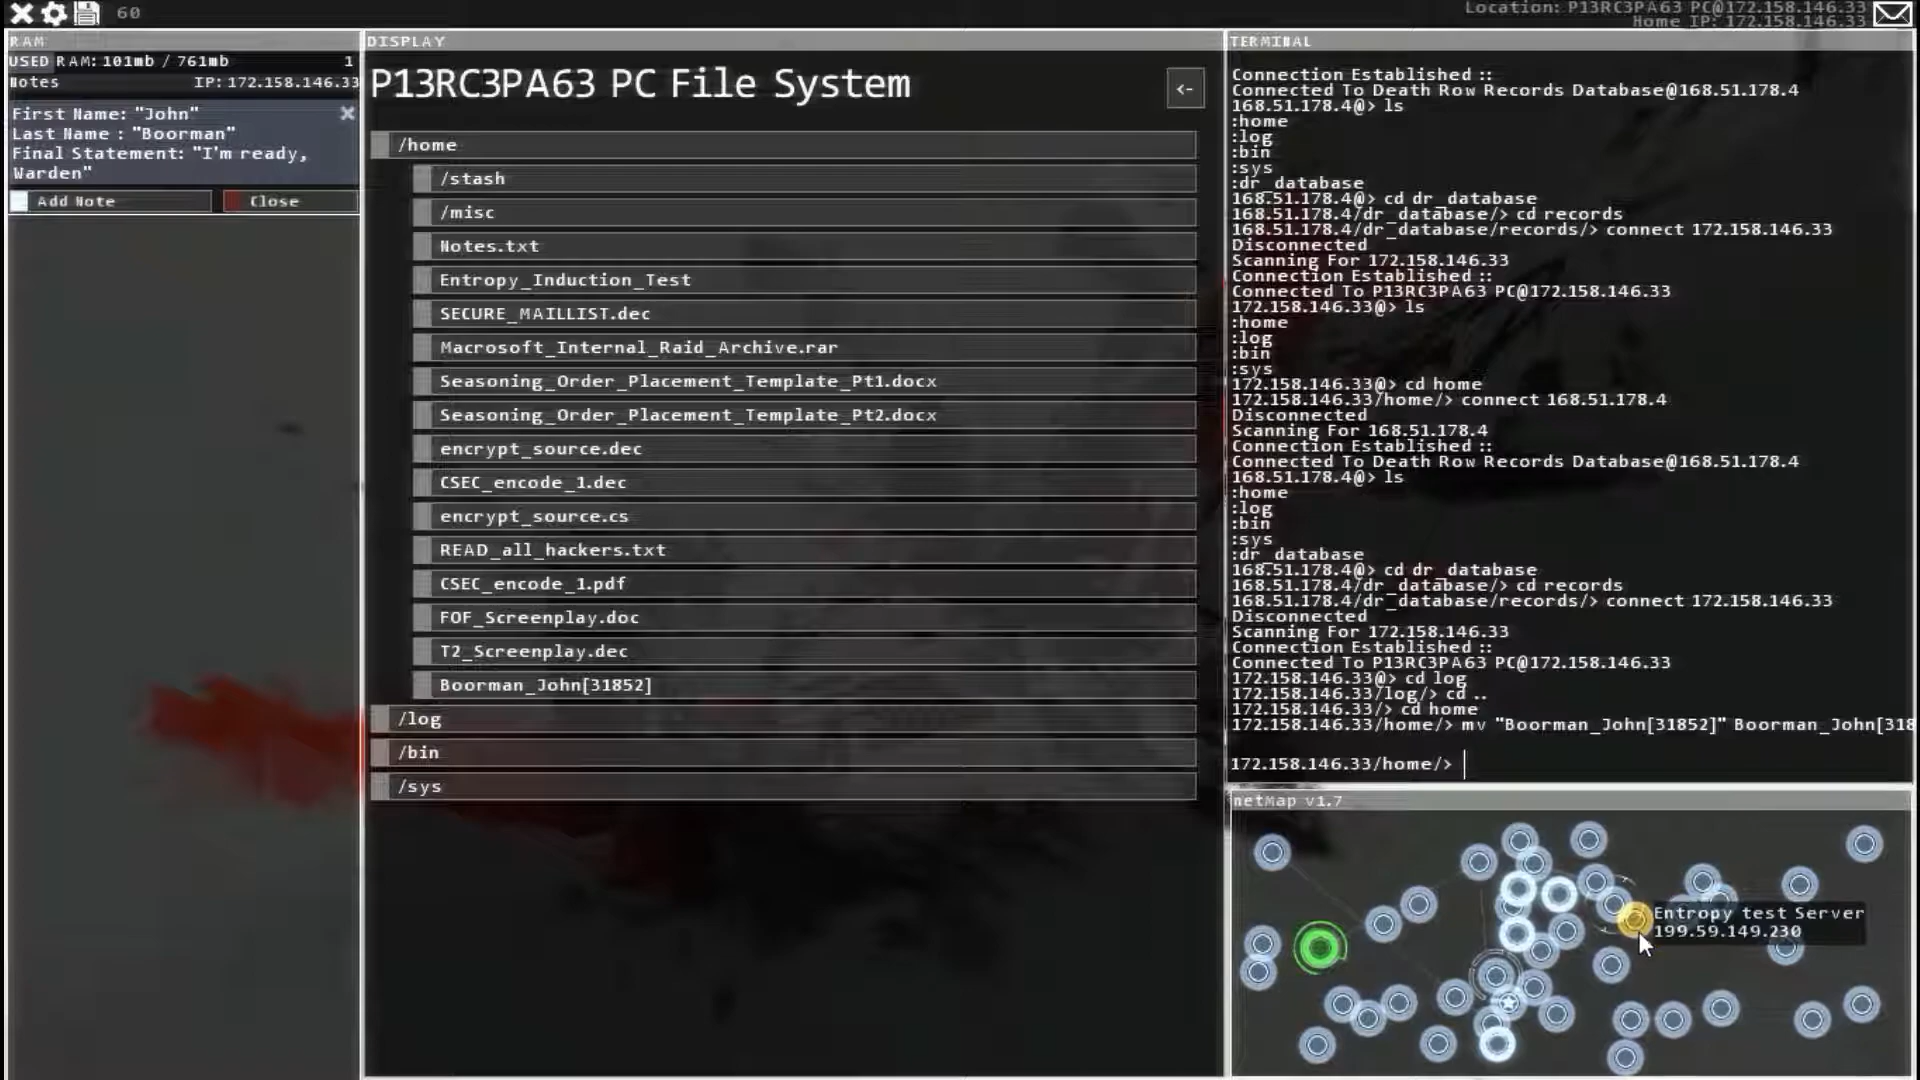 60
Location: P13RC3PA63 PC@172.158.146.33
Home IP: 172.158.146.33
RAM
USED RAM: 101mb / 761mb 1
Notes IP: 172.158.146.33
First Name: "John"
Last Name : "Boorman"
Final Statement: "I'm ready,
Warden"
Add Note
Close
DISPLAY
P13RC3PA63 PC File System
<-
/home
/stash
/misc
Notes.txt
Entropy_Induction_Test
SECURE_MAILLIST.dec
Macrosoft_Internal_Raid_Archive.rar
Seasoning_Order_Placement_Template_Pt1.docx
Seasoning_Order_Placement_Template_Pt2.docx
encrypt_source.dec
CSEC_encode_1.dec
encrypt_source.cs
READ_all_hackers.txt
CSEC_encode_1.pdf
FOF_Screenplay.doc
T2_Screenplay.dec
Boorman_John[31852]
/log
/bin
/sys
TERMINAL
Connection Established ::
Connected To Death Row Records Database@168.51.178.4
168.51.178.4@> ls
:home
:log
:bin
:sys
:dr_database
168.51.178.4@> cd dr_database
168.51.178.4/dr_database/> cd records
168.51.178.4/dr_database/records/> connect 172.158.146.33
Disconnected
Scanning For 172.158.146.33
Connection Established ::
Connected To P13RC3PA63 PC@172.158.146.33
172.158.146.33@> ls
:home
:log
:bin
:sys
172.158.146.33@> cd home
172.158.146.33/home/> connect 168.51.178.4
Disconnected
Scanning For 168.51.178.4
Connection Established ::
Connected To Death Row Records Database@168.51.178.4
168.51.178.4@> ls
:home
:log
:bin
:sys
:dr_database
168.51.178.4@> cd dr_database
168.51.178.4/dr_database/> cd records
168.51.178.4/dr_database/records/> connect 172.158.146.33
Disconnected
Scanning For 172.158.146.33
Connection Established ::
Connected To P13RC3PA63 PC@172.158.146.33
172.158.146.33@> cd log
172.158.146.33/log/> cd ..
172.158.146.33/> cd home
172.158.146.33/home/> mv "Boorman_John[31852]" Boorman_John[318
172.158.146.33/home/>
netMap v1.7
Entropy test Server
199.59.149.230